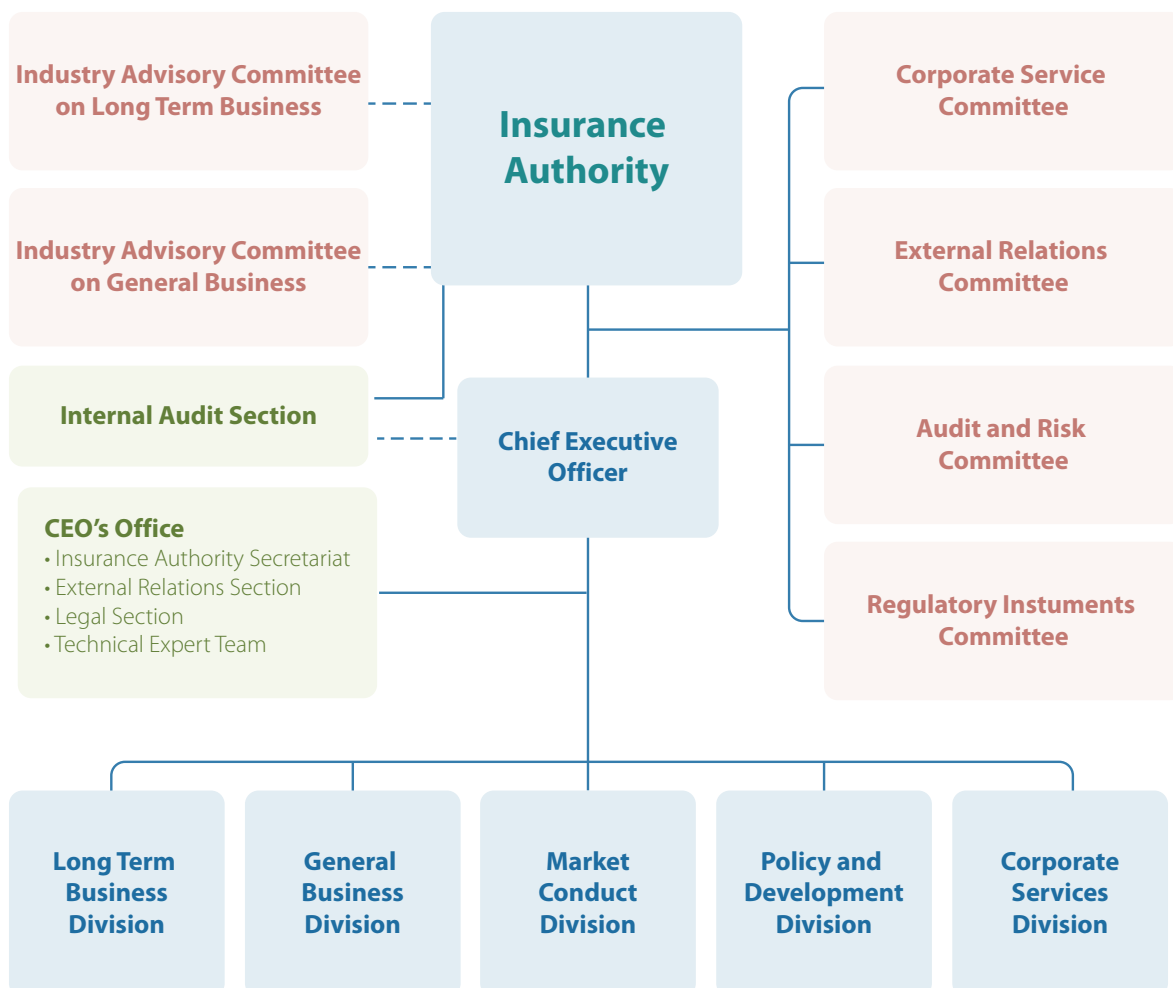 Industry Advisory Committee
on Long Term Business
Insurance
Authority
Corporate Service
Committee
Industry Advisory Committee
on General Business
External Relations
Committee
Internal Audit Section
Chief Executive
Officer
Audit and Risk
Committee
CEO's Office
• Insurance Authority Secretariat
• External Relations Section
• Legal Section
• Technical Expert Team
Regulatory Instuments
Committee
Long Term
Business
Division
General
Business
Division
Market
Conduct
Division
Policy and
Development
Division
Corporate
Services
Division